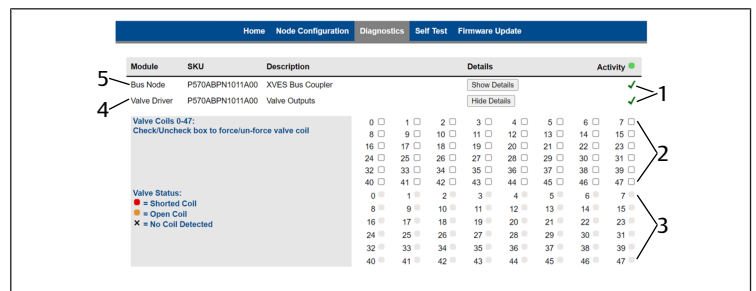 Home Node Configuration Diagnostics Self Test Firmware Update
Module SKU Description Details Activity
5 Bus Node P570ABPN1011A00 XVES Bus Coupler Show Details 1
4 Valve Driver P570ABPN1011A00 Valve Outputs Hide Details
Valve Coils 0-47: 0 1 2 3 4 5 6 7
Check/Uncheck box to force/un-force valve coil 8 9 10 11 12 13 14 15
16 17 18 19 20 21 22 23
2
24 25 26 27 28 29 30 31
32 33 34 35 36 37 38 39
40 41 42 43 44 45 46 47
Valve Status: 0 1 2 3 4 5 6 7
= Shorted Coil
= Open Coil 8 9 10 11 12 13 14 15
X = No Coil Detected 16 17 18 19 20 21 22 23
3
24 25 26 27 28 29 30 31
32 33 34 35 36 37 38 39
40 41 42 43 44 45 46 47